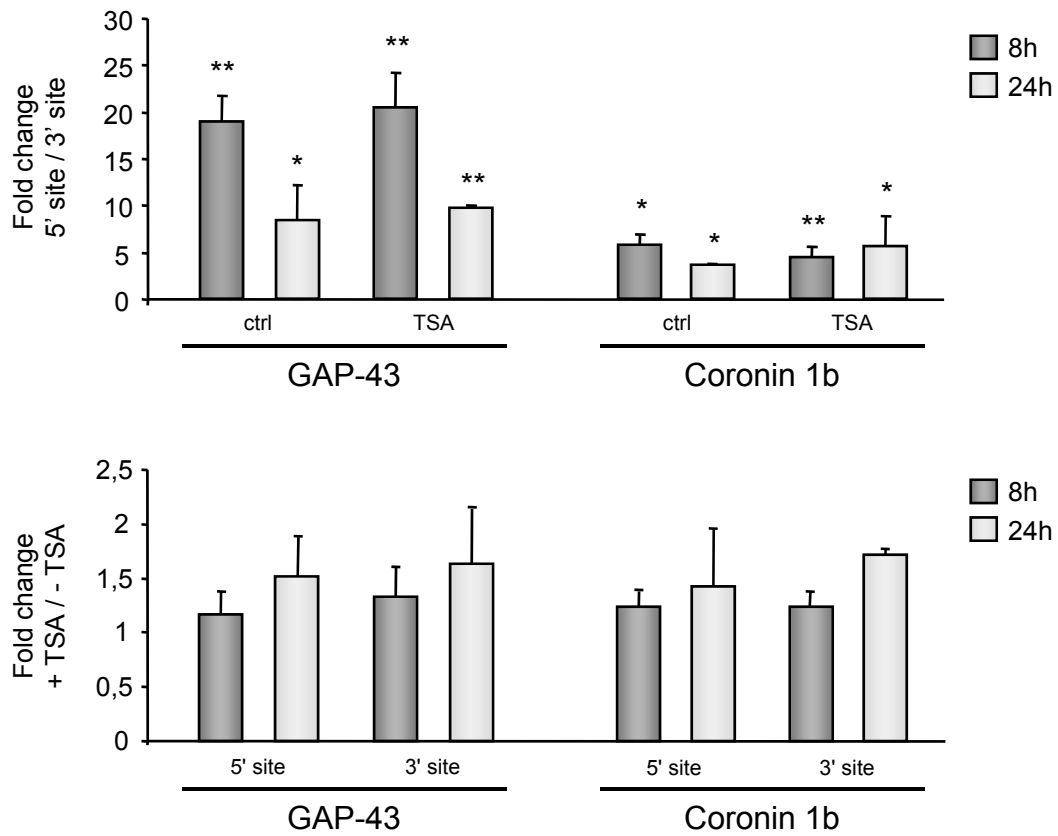 Fold change
5' site / 3' site
30
25
20
15
10
5
0
** * ** ** * * ** *
8h
24h
ctrl TSA ctrl TSA
GAP-43 Coronin 1b
Fold change
+ TSA / - TSA
2,5
2
1,5
1
0,5
0
8h
24h
5' site 3' site 5' site 3' site
GAP-43 Coronin 1b